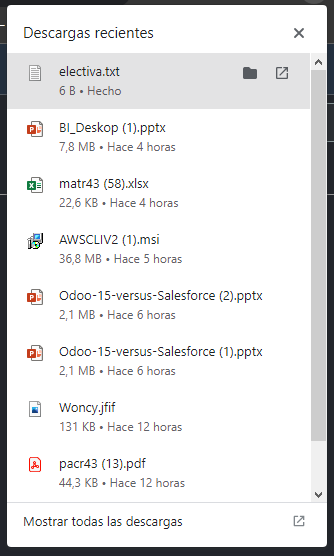 Descargas recientes
electiva.txt
6 B • Hecho
BI_Deskop (1).pptx
7,8 MB • Hace 4 horas
matr43 (58).xlsx
22,6 KB • Hace 4 horas
AWSCLIV2 (1).msi
36,8 MB • Hace 5 horas
Odoo-15-versus-Salesforce (2).pptx
2,1 MB • Hace 6 horas
Odoo-15-versus-Salesforce (1).pptx
2,1 MB • Hace 6 horas
Woncy.jfif
131 KB • Hace 12 horas
pacr43 (13).pdf
44,3 KB • Hace 12 horas
Mostrar todas las descargas